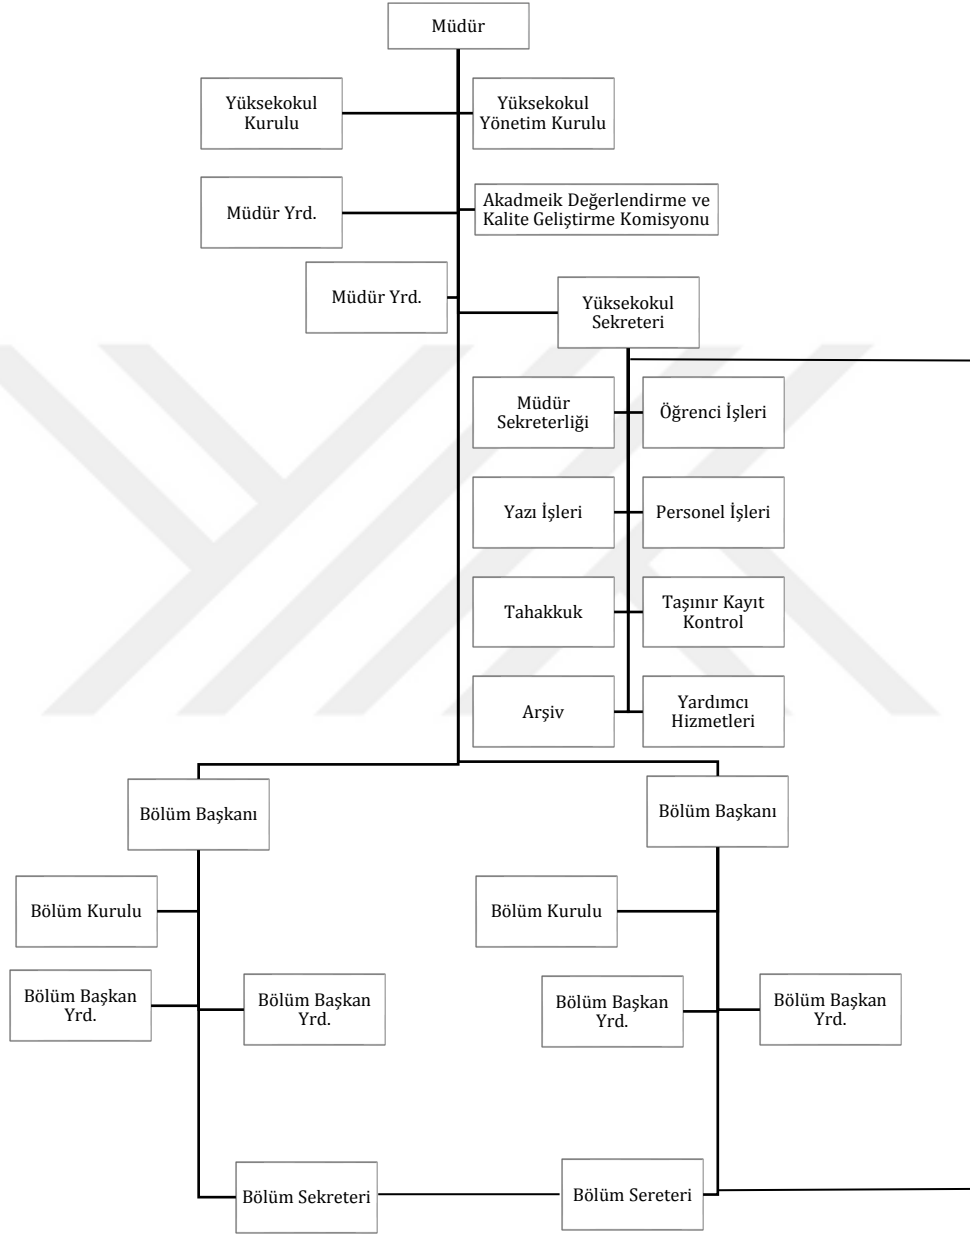 Müdür
Yüksekokul
Kurulu
Yüksekokul
Yönetim Kurulu
Müdür Yrd.
Akadmeik Değerlendirme ve
Kalite Geliştirme Komisyonu
Müdür Yrd.
Yüksekokul
Sekreteri
Müdür
Sekreterliği
Öğrenci İşleri
Yazı İşleri
Personel İşleri
Tahakkuk
Taşınır Kayıt
Kontrol
Arşiv
Yardımcı
Hizmetleri
Bölüm Başkanı
Bölüm Başkanı
Bölüm Kurulu
Bölüm Kurulu
Bölüm Başkan
Yrd.
Bölüm Başkan
Yrd.
Bölüm Başkan
Yrd.
Bölüm Başkan
Yrd.
Bölüm Sekreteri
Bölüm Sereteri